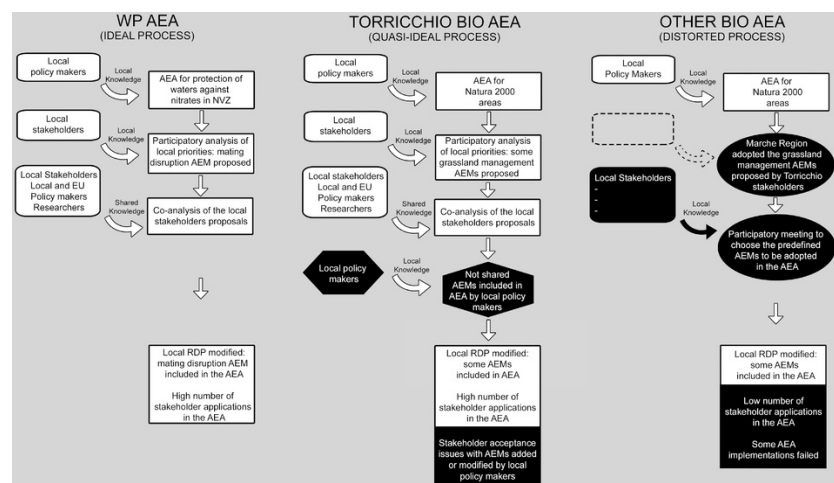 WP AEA
(IDEAL PROCESS)
Local
policy makers
Local
Knowledge
AEA for protection of
waters against
nitrates in NVZ
Local
stakeholders
Local
Knowledge
Participatory analysis
of local priorities: mating
disruption AEM proposed
Local Stakeholders
Local and EU
Policy makers
Researchers
Shared
Knowledge
Co-analysis of the local
stakeholders proposals
Local RDP modified:
mating disruption AEM
included in the AEA
High number of
stakeholder applications
in the AEA
TORRICCHIO BIO AEA
(QUASI-IDEAL PROCESS)
Local
policy makers
Local
Knowledge
AEA for
Natura 2000
areas
Local
stakeholders
Local
Knowledge
Participatory analysis
of local priorities: some
grassland management
AEMs proposed
Local stakeholders
Local and EU
Policy makers
Researchers
Shared
Knowledge
Co-analysis of the local
stakeholders proposals
Local policy
makers
Local
Knowledge
Not shared
AEMs included in
AEA by local policy
makers
Local RDP modified:
some AEMs
included in AEA
High number of
stakeholder applications
in the AEA
Stakeholder acceptance
issues with AEMs added
or modified by local
policy makers
OTHER BIO AEA
(DISTORTED PROCESS)
Local
Policy Makers
Local
Knowledge
AEA for
Natura 2000
areas
Marche Region
adopted the grassland
management AEMs
proposed by Torricchio
stakeholders
Local Stakeholders
-
-
-
Local
Knowledge
Participatory meeting to
choose the predefined
AEMs to be adopted
in the AEA
Local RDP modified:
some AEMs
included in the AEA
Low number of
stakeholder applications
in the AEA
Some AEA
implementations failed